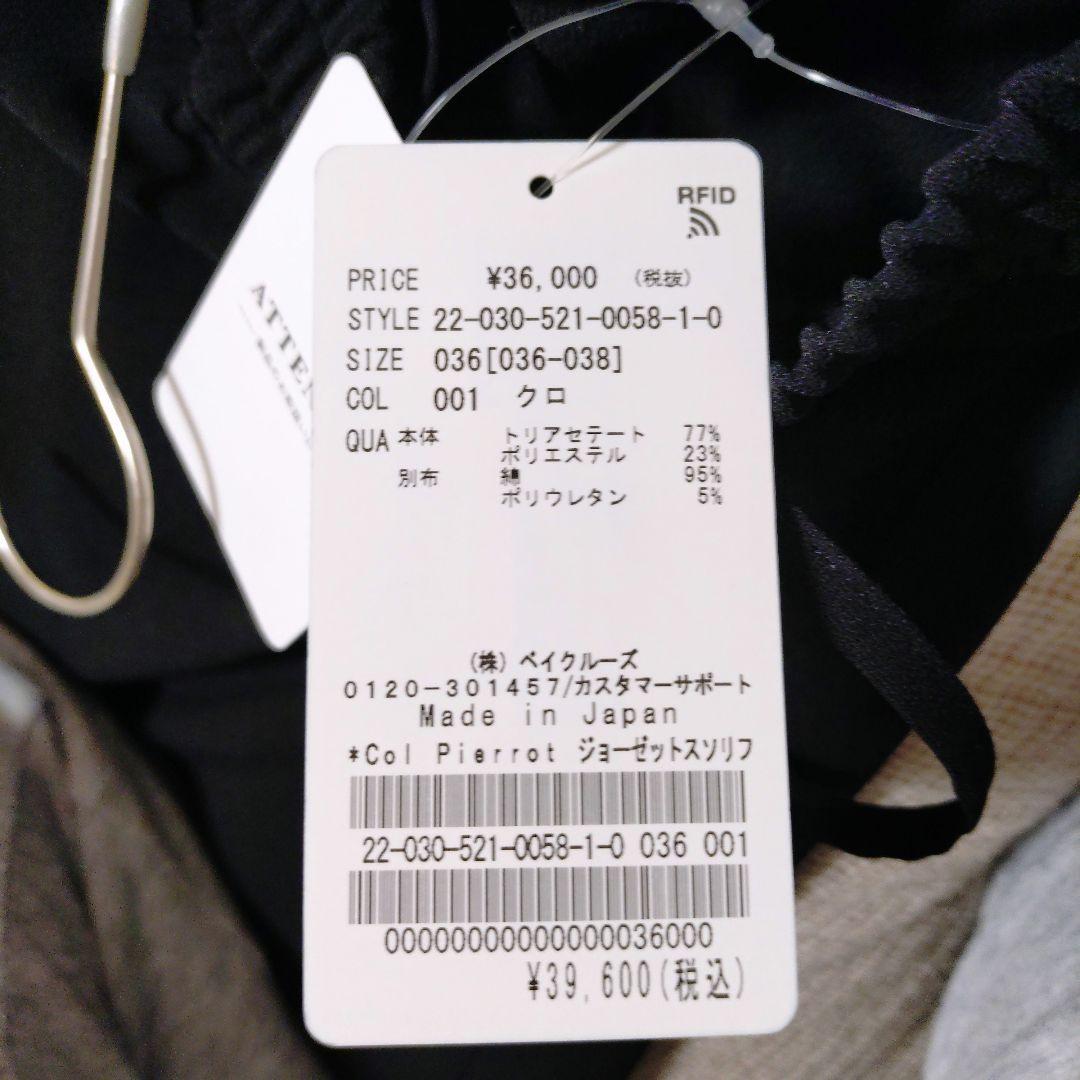 ATTEN
RFID
PRICE ¥36,000 (税抜)
STYLE 22-030-521-0058-1-0
SIZE 036[036-038]
COL 001 クロ
QUA 本体 トリアセテート 77%
ポリエステル 23%
別布 綿 95%
ポリウレタン 5%
(株) ベイクルーズ
0120-301457/カスタマーサポート
Made in Japan
*Col Pierrot ジョーゼットスソリフ
22-030-521-0058-1-0 036 001
00000000000000036000
¥39,600(税込)